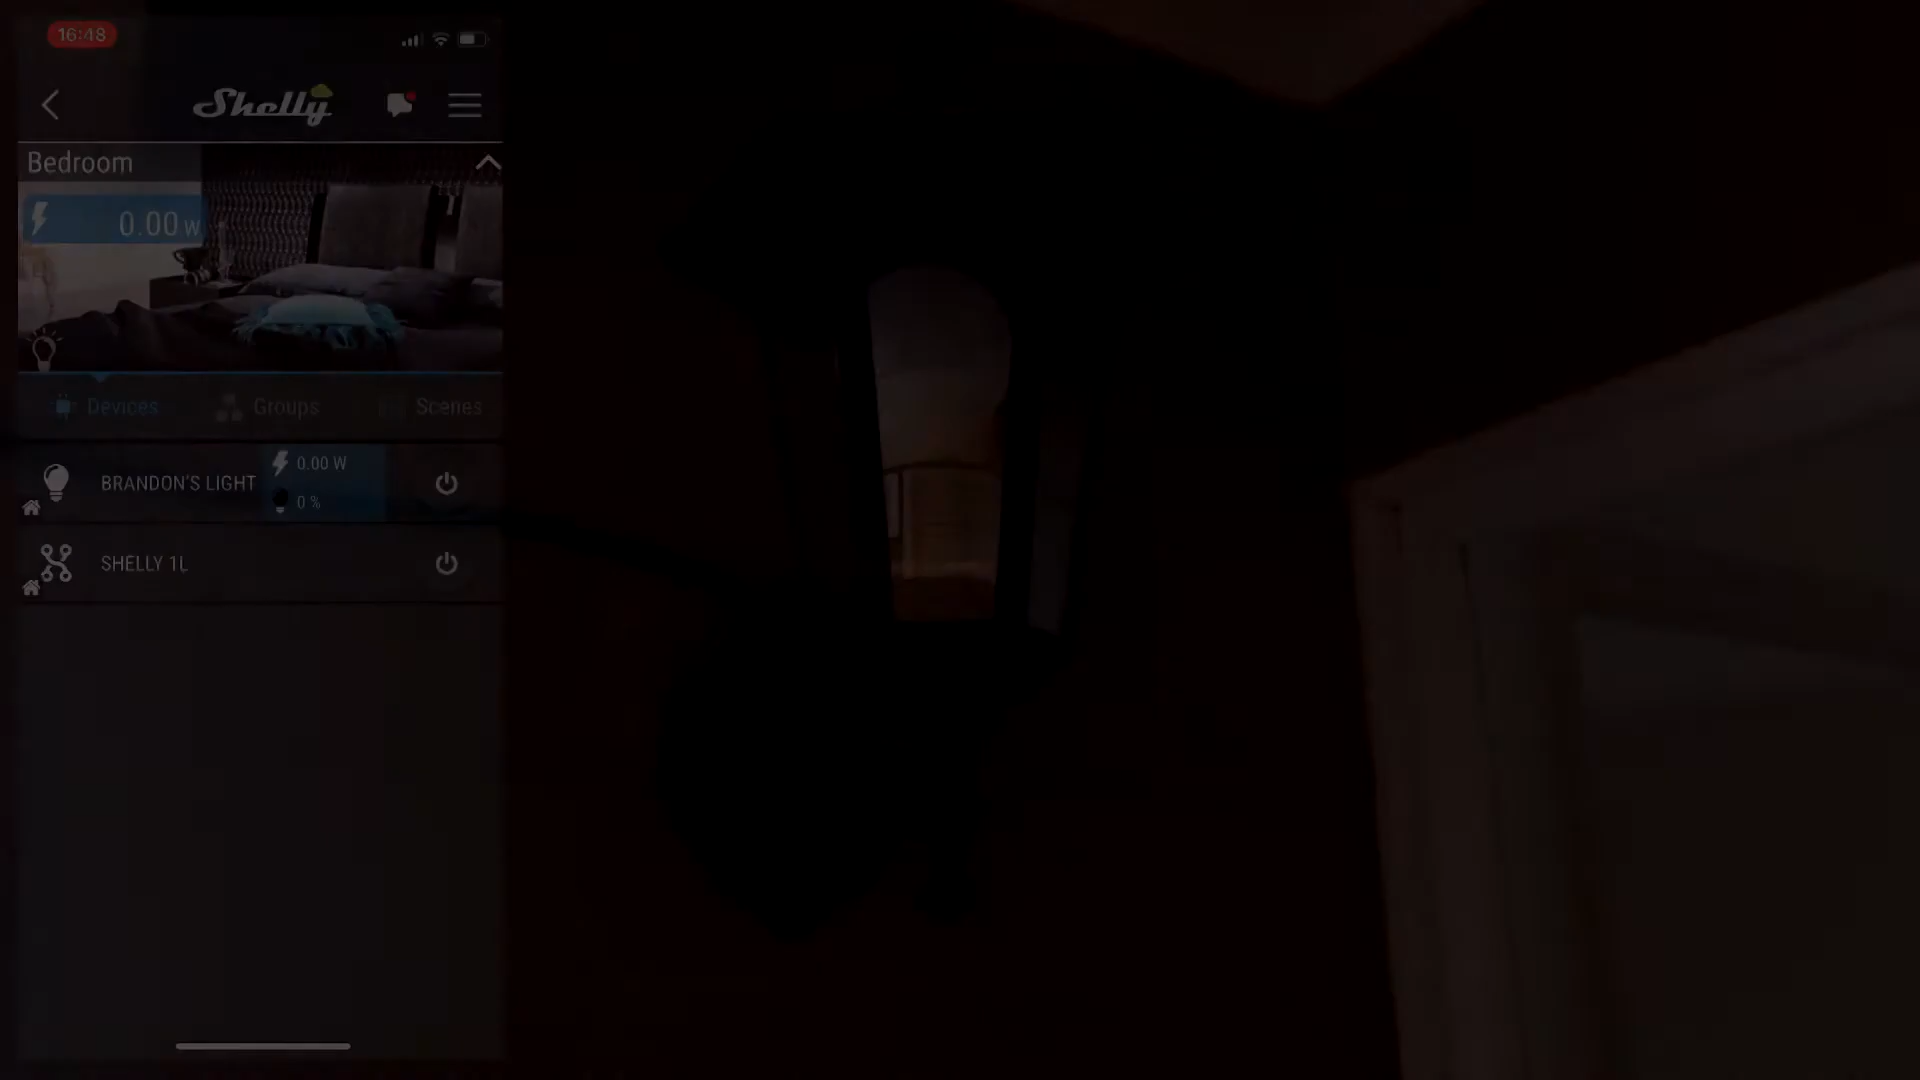 16:48
Shelly
Bedroom
0.00 W
Devices
Groups
Scenes
BRANDON'S LIGHT
0.00 W
0 %
SHELLY 1L